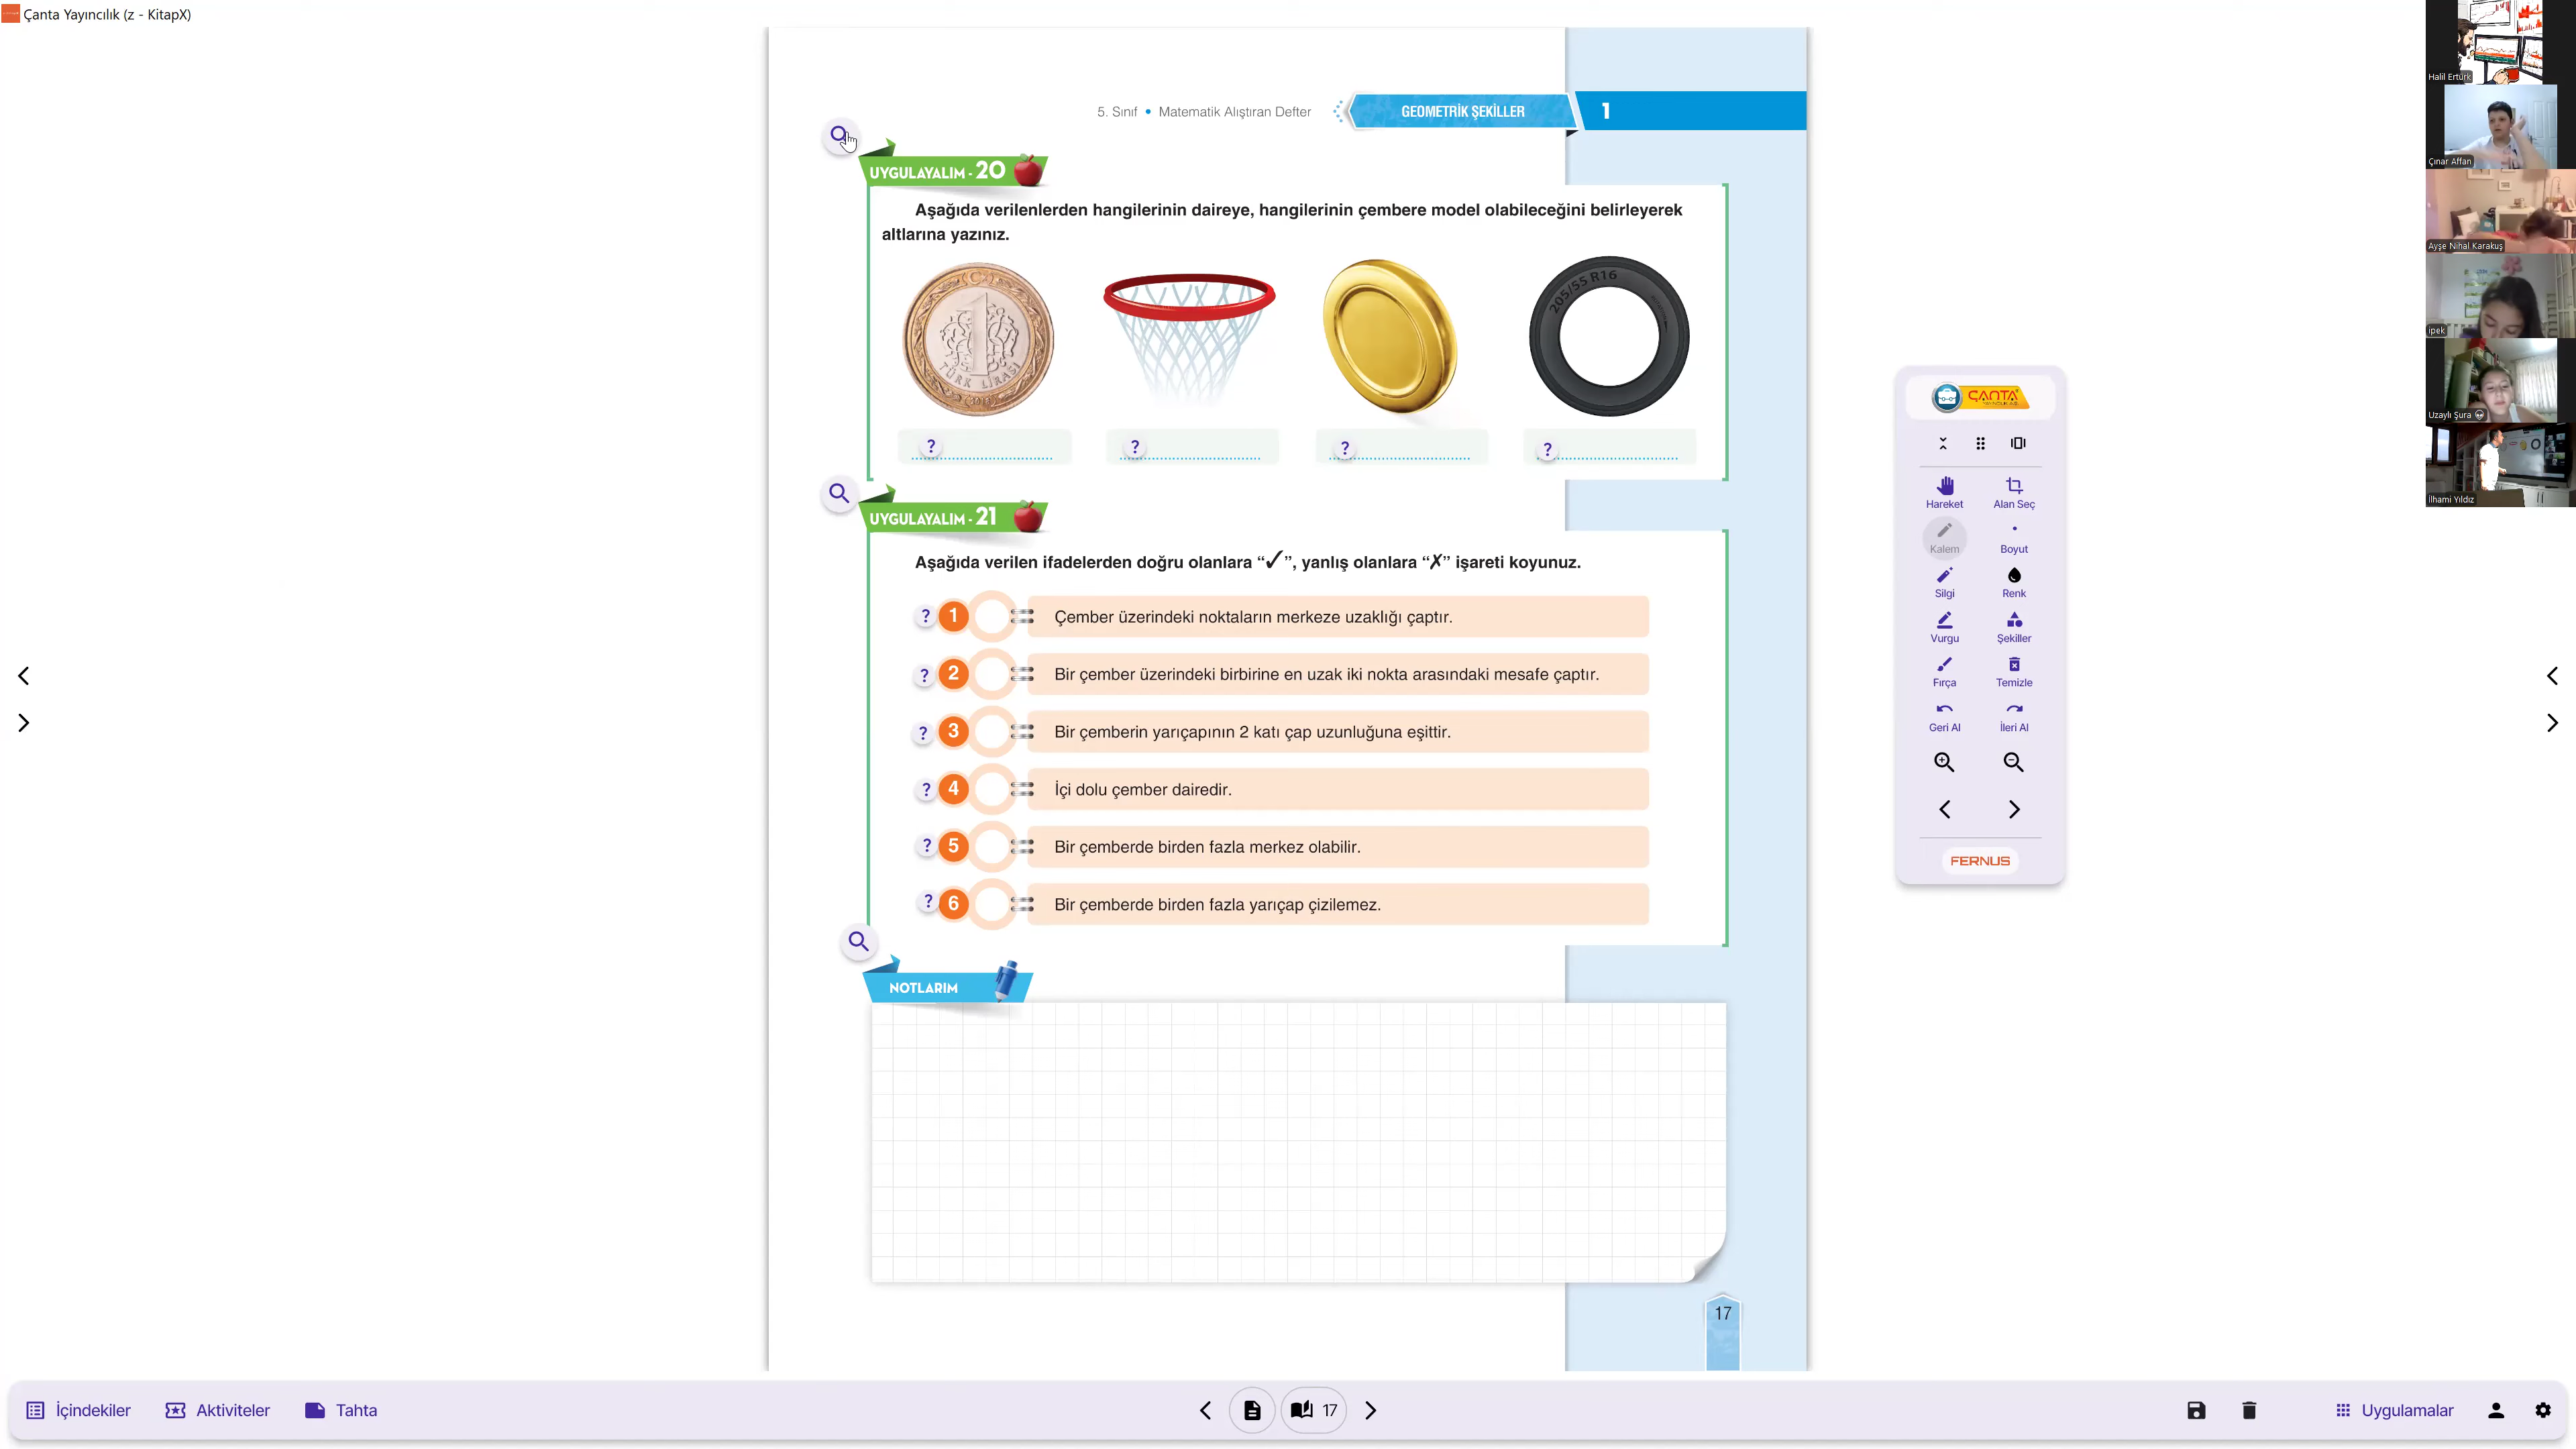 Çanta Yayıncılık (z - KitapX)
5. Sınıf • Matematik Alıştıran Defter
GEOMETRİK ŞEKİLLER
1
UYGULAYALIM - 20
Aşağıda verilenlerden hangilerinin daireye, hangilerinin çembere model olabileceğini belirleyerek
altlarına yazınız.
1
TÜRK LİRASI
205/55 R16
?
?
?
?
UYGULAYALIM - 21
Aşağıda verilen ifadelerden doğru olanlara “✓”, yanlış olanlara “✗” işareti koyunuz.
? 1 Çember üzerindeki noktaların merkeze uzaklığı çaptır.
? 2 Bir çember üzerindeki birbirine en uzak iki nokta arasındaki mesafe çaptır.
? 3 Bir çemberin yarıçapının 2 katı çap uzunluğuna eşittir.
? 4 İçi dolu çember dairedir.
? 5 Bir çemberde birden fazla merkez olabilir.
? 6 Bir çemberde birden fazla yarıçap çizilemez.
NOTLARIM
17
ÇANTA
Hareket
Alan Seç
Kalem
Boyut
Silgi
Renk
Vurgu
Şekiller
Fırça
Temizle
Geri Al
İleri Al
FERNUS
Halil Ertürk
Çınar Affan
Ayşe Nihal Karakuş
ipek
Uzaylı Şura 👽
İlhami Yıldız
İçindekiler
Aktiviteler
Tahta
17
Uygulamalar